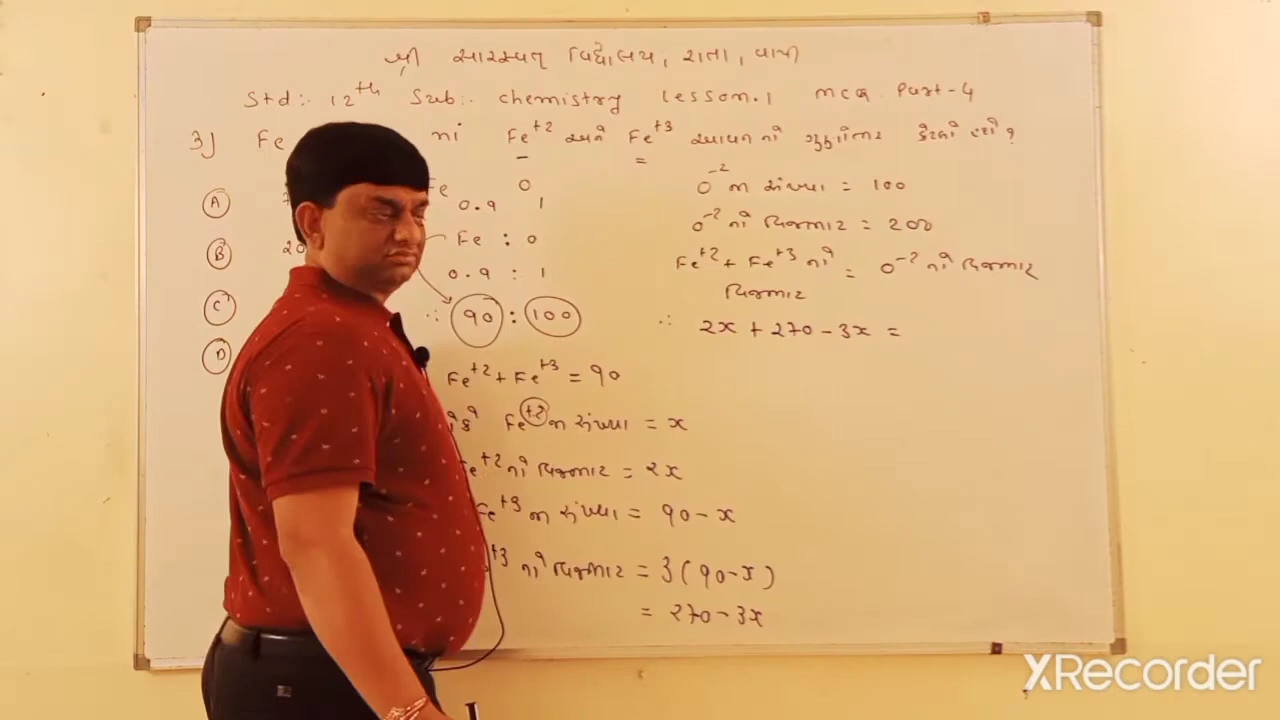 શ્રી સારસ્વત્ વિદ્યાલય, રાતા, વાપી
Std:- 12th Sub:- Chemistry Lesson.1 MCQ Part-4
3) Fe નાં Fe+2 અને Fe+3 આયન નો ગુણોત્તર કેટલો થશે?
A
B 20
C
D
Fe O
0.9 1
Fe : O
0.9 : 1
∴ 90 : 100
Fe+2 + Fe+3 = 90
Fe+2 ન સંખ્યા = x
Fe+2 નો વિજભાર = 2x
Fe+3 ન સંખ્યા = 90-x
+3 નો વિજભાર = 3(90-x)
= 270-3x
O-2 ન સંખ્યા = 100
O-2 નો વિજભાર = 200
Fe+2 + Fe+3 નો વિજભાર = O-2 નો વિજભાર
∴ 2x + 270 - 3x =
XRecorder